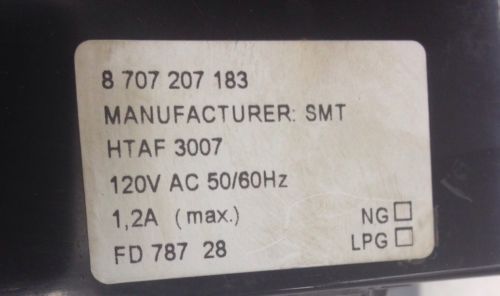 8 707 207 183
MANUFACTURER: SMT
HTAF 3007
120V AC 50/60Hz
1,2A (max.)
NG☐
FD 787 28
LPG☐